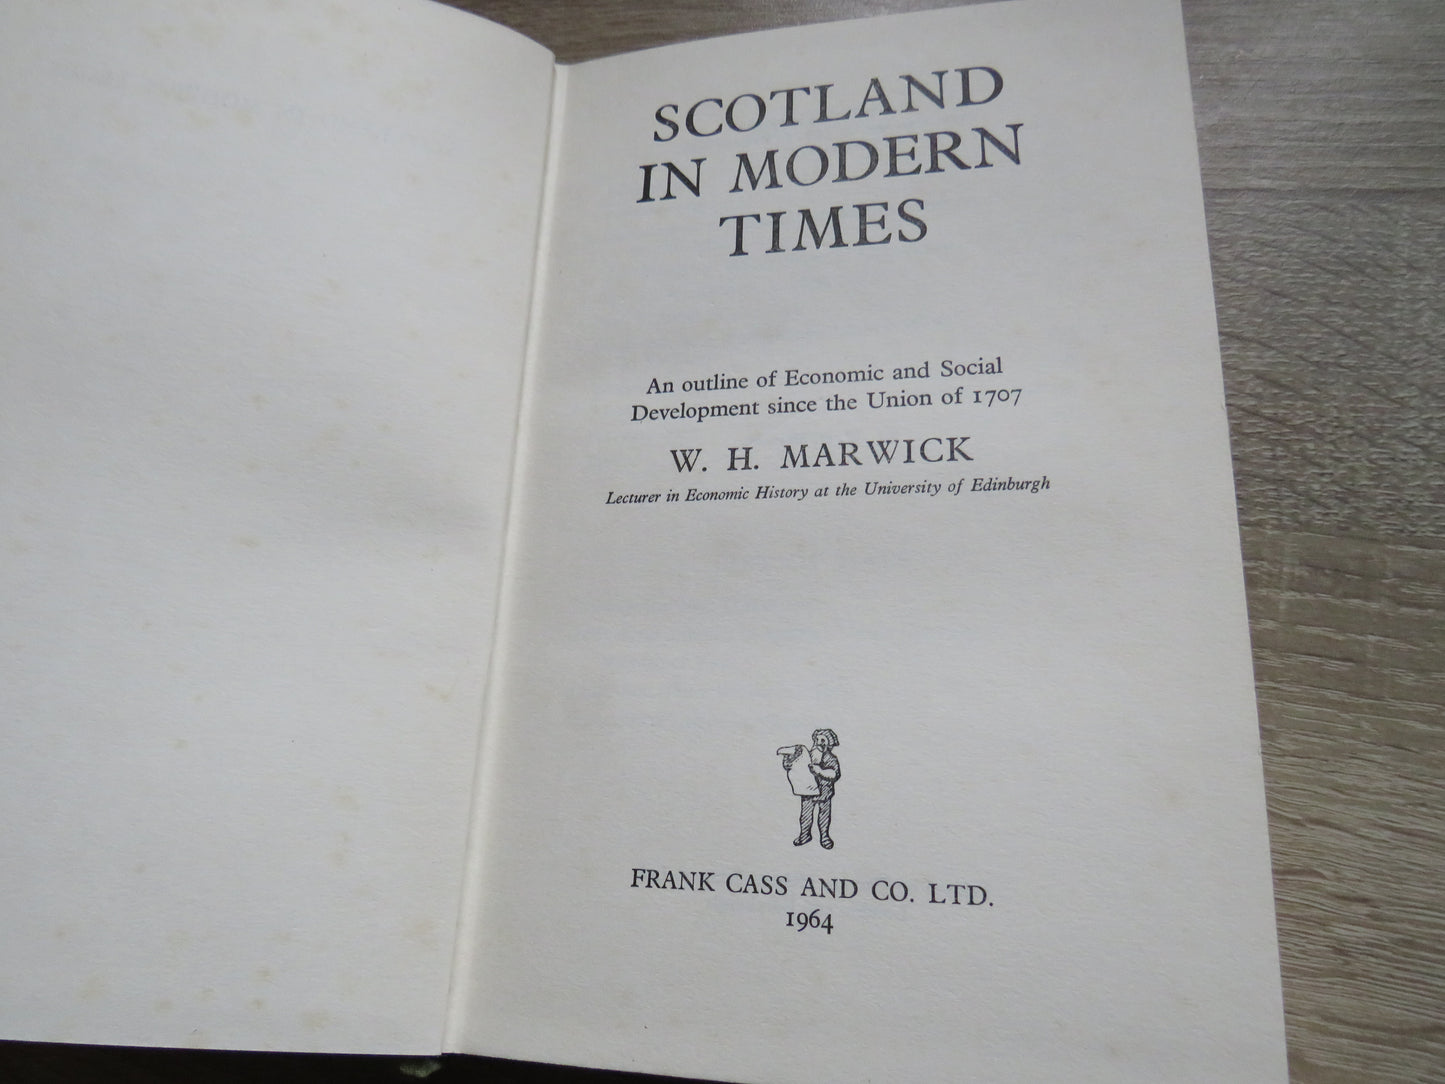 SCOTLAND
IN MODERN
TIMES
An outline of Economic and Social
Development since the Union of 1707
W. H. MARWICK
Lecturer in Economic History at the University of Edinburgh
FRANK CASS AND CO. LTD.
1964